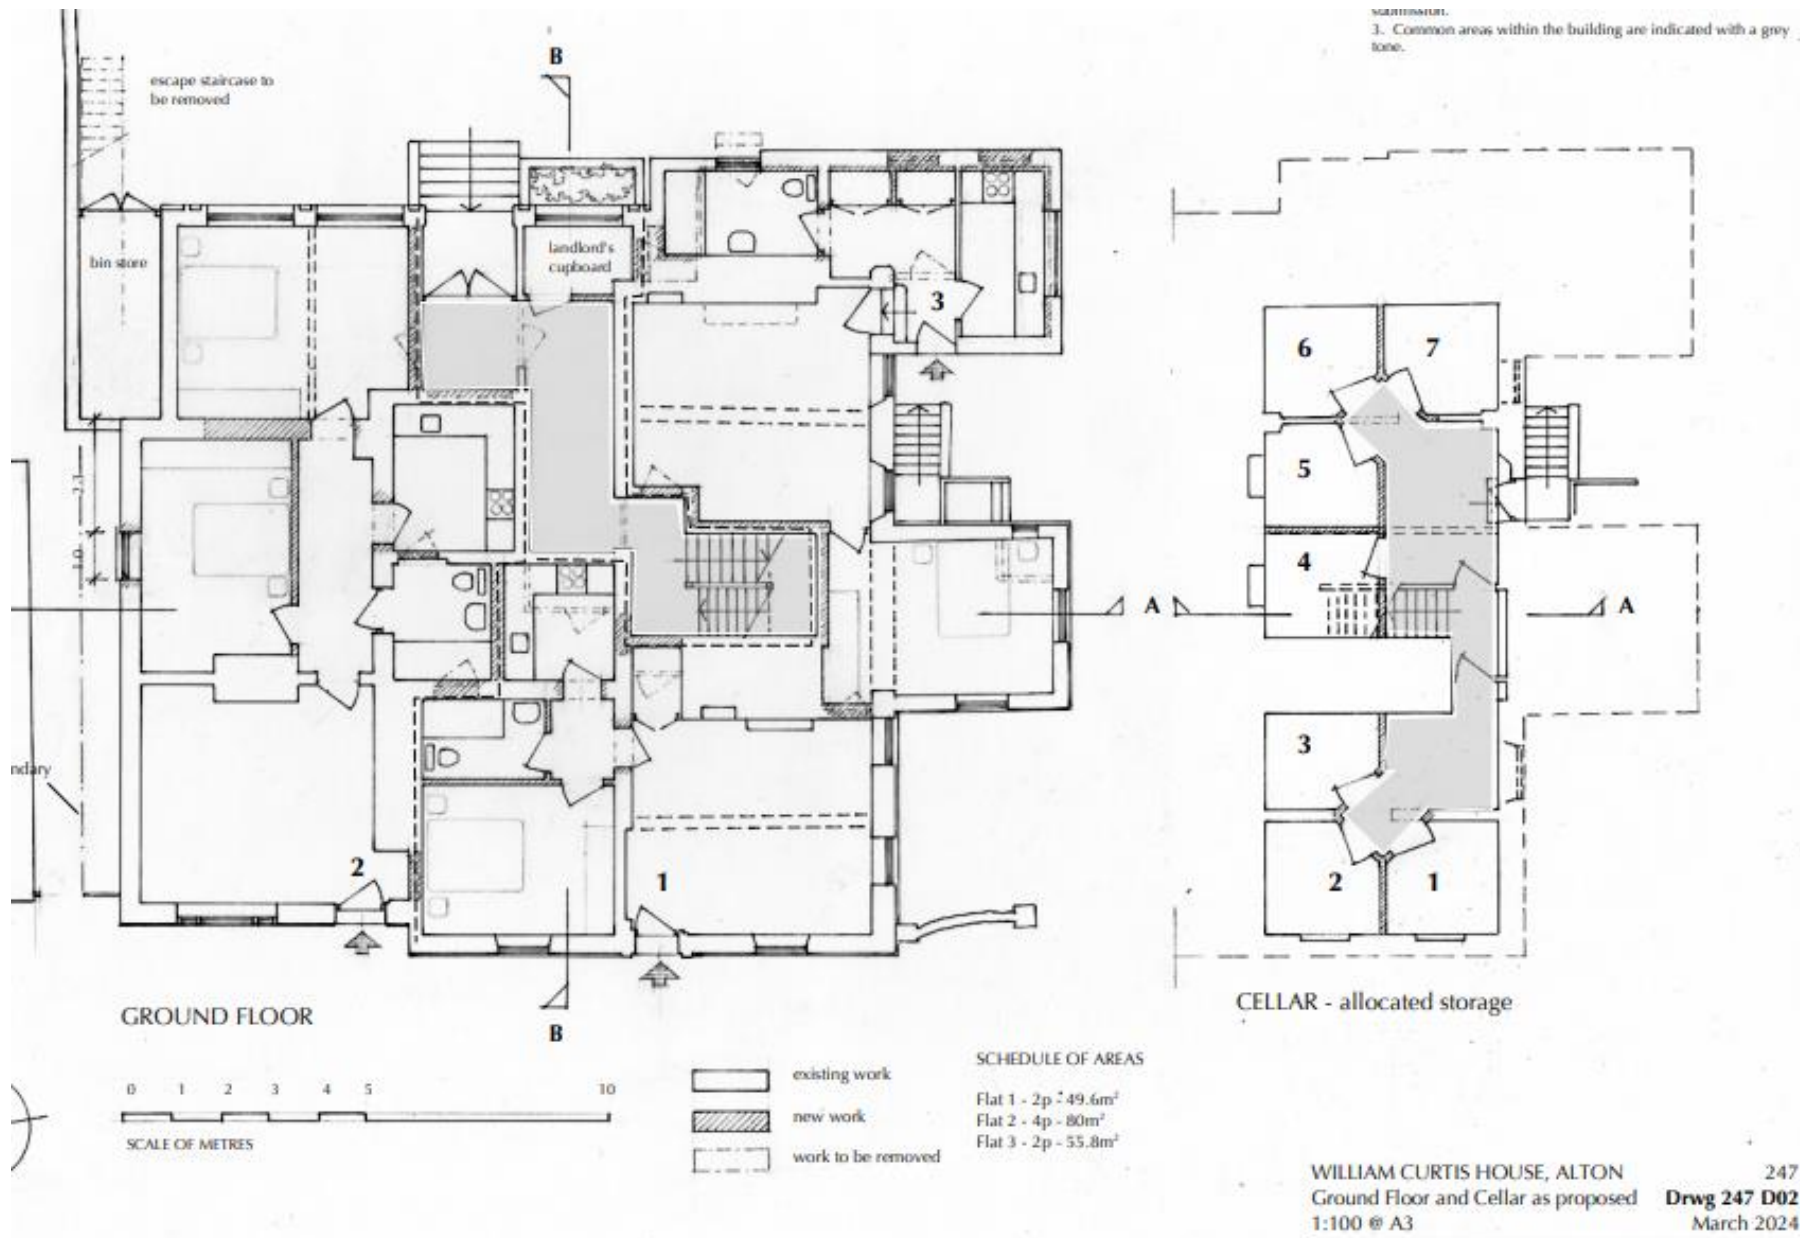 3. Common areas within the building are indicated with a grey
tone.
B
escape staircase to
be removed
bin store
landlord's
cupboard
3
2
1
A
A
A
6
7
5
4
3
2
1
ndary
GROUND FLOOR
B
CELLAR - allocated storage
0 1 2 3 4 5 10
SCALE OF METRES
existing work
new work
work to be removed
SCHEDULE OF AREAS
Flat 1 - 2p - 49.6m²
Flat 2 - 4p - 80m²
Flat 3 - 2p - 55.8m²
WILLIAM CURTIS HOUSE, ALTON 247
Ground Floor and Cellar as proposed Drwg 247 D02
1:100 @ A3 March 2024